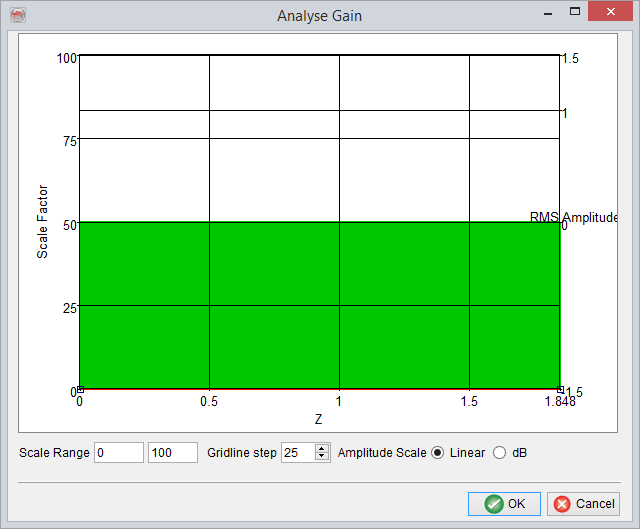 Analyse Gain
100
1.5
1
75
Scale Factor
50
RMS Amplitude
0
25
0
-1.5
0
0.5
1
1.5
1.848
Z
Scale Range 0 100 Gridline step 25 Amplitude Scale Linear dB
OK Cancel